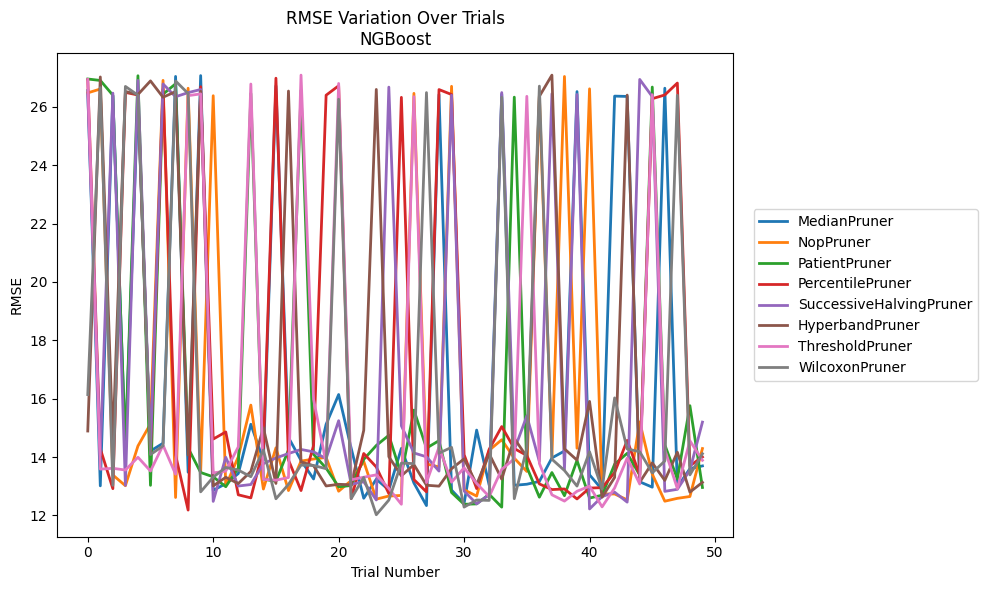 RMSE Variation Over Trials
NGBoost
RMSE
26
24
22
20
18
16
14
12
0
10
20
30
40
50
Trial Number
MedianPruner
NopPruner
PatientPruner
PercentilePruner
SuccessiveHalvingPruner
HyperbandPruner
ThresholdPruner
WilcoxonPruner